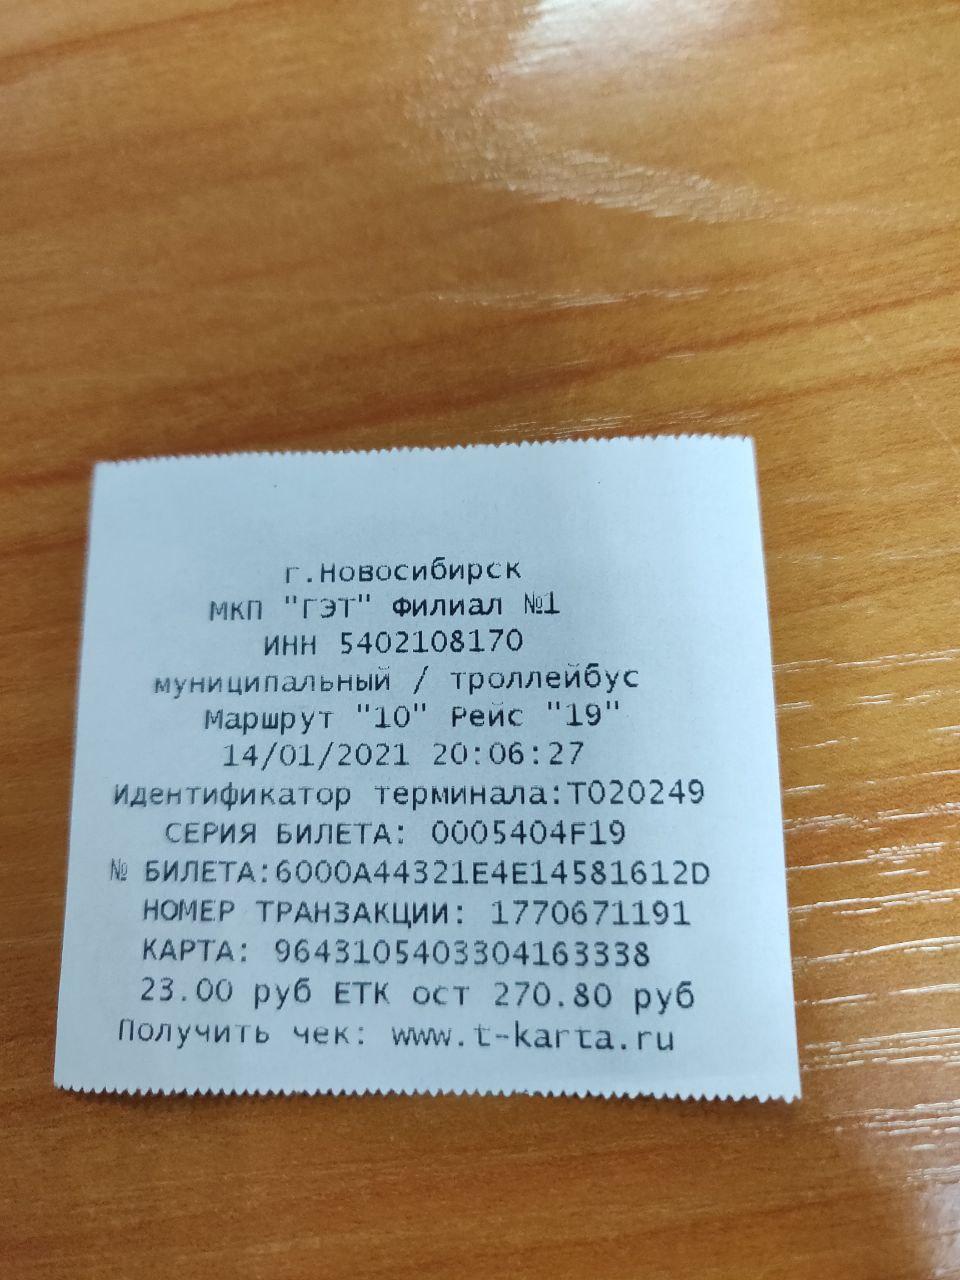 г.Новосибирск
МКП "ГЭТ" Филиал №1
ИНН 5402108170
муниципальный / троллейбус
Маршрут "10" Рейс "19"
14/01/2021 20:06:27
Идентификатор терминала:T020249
СЕРИЯ БИЛЕТА: 0005404F19
№ БИЛЕТА:6000A44321E4E14581612D
НОМЕР ТРАНЗАКЦИИ: 1770671191
КАРТА: 9643105403304163338
23.00 руб ЕТК ост 270.80 руб
Получить чек: www.t-karta.ru